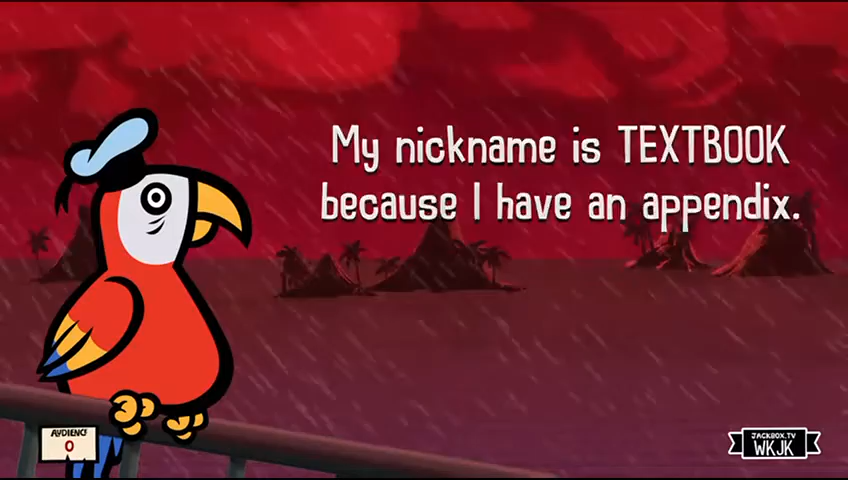 My nickname is TEXTBOOK
because I have an appendix.
AUDIENCE
0
JACKBOX.TV
WKJK